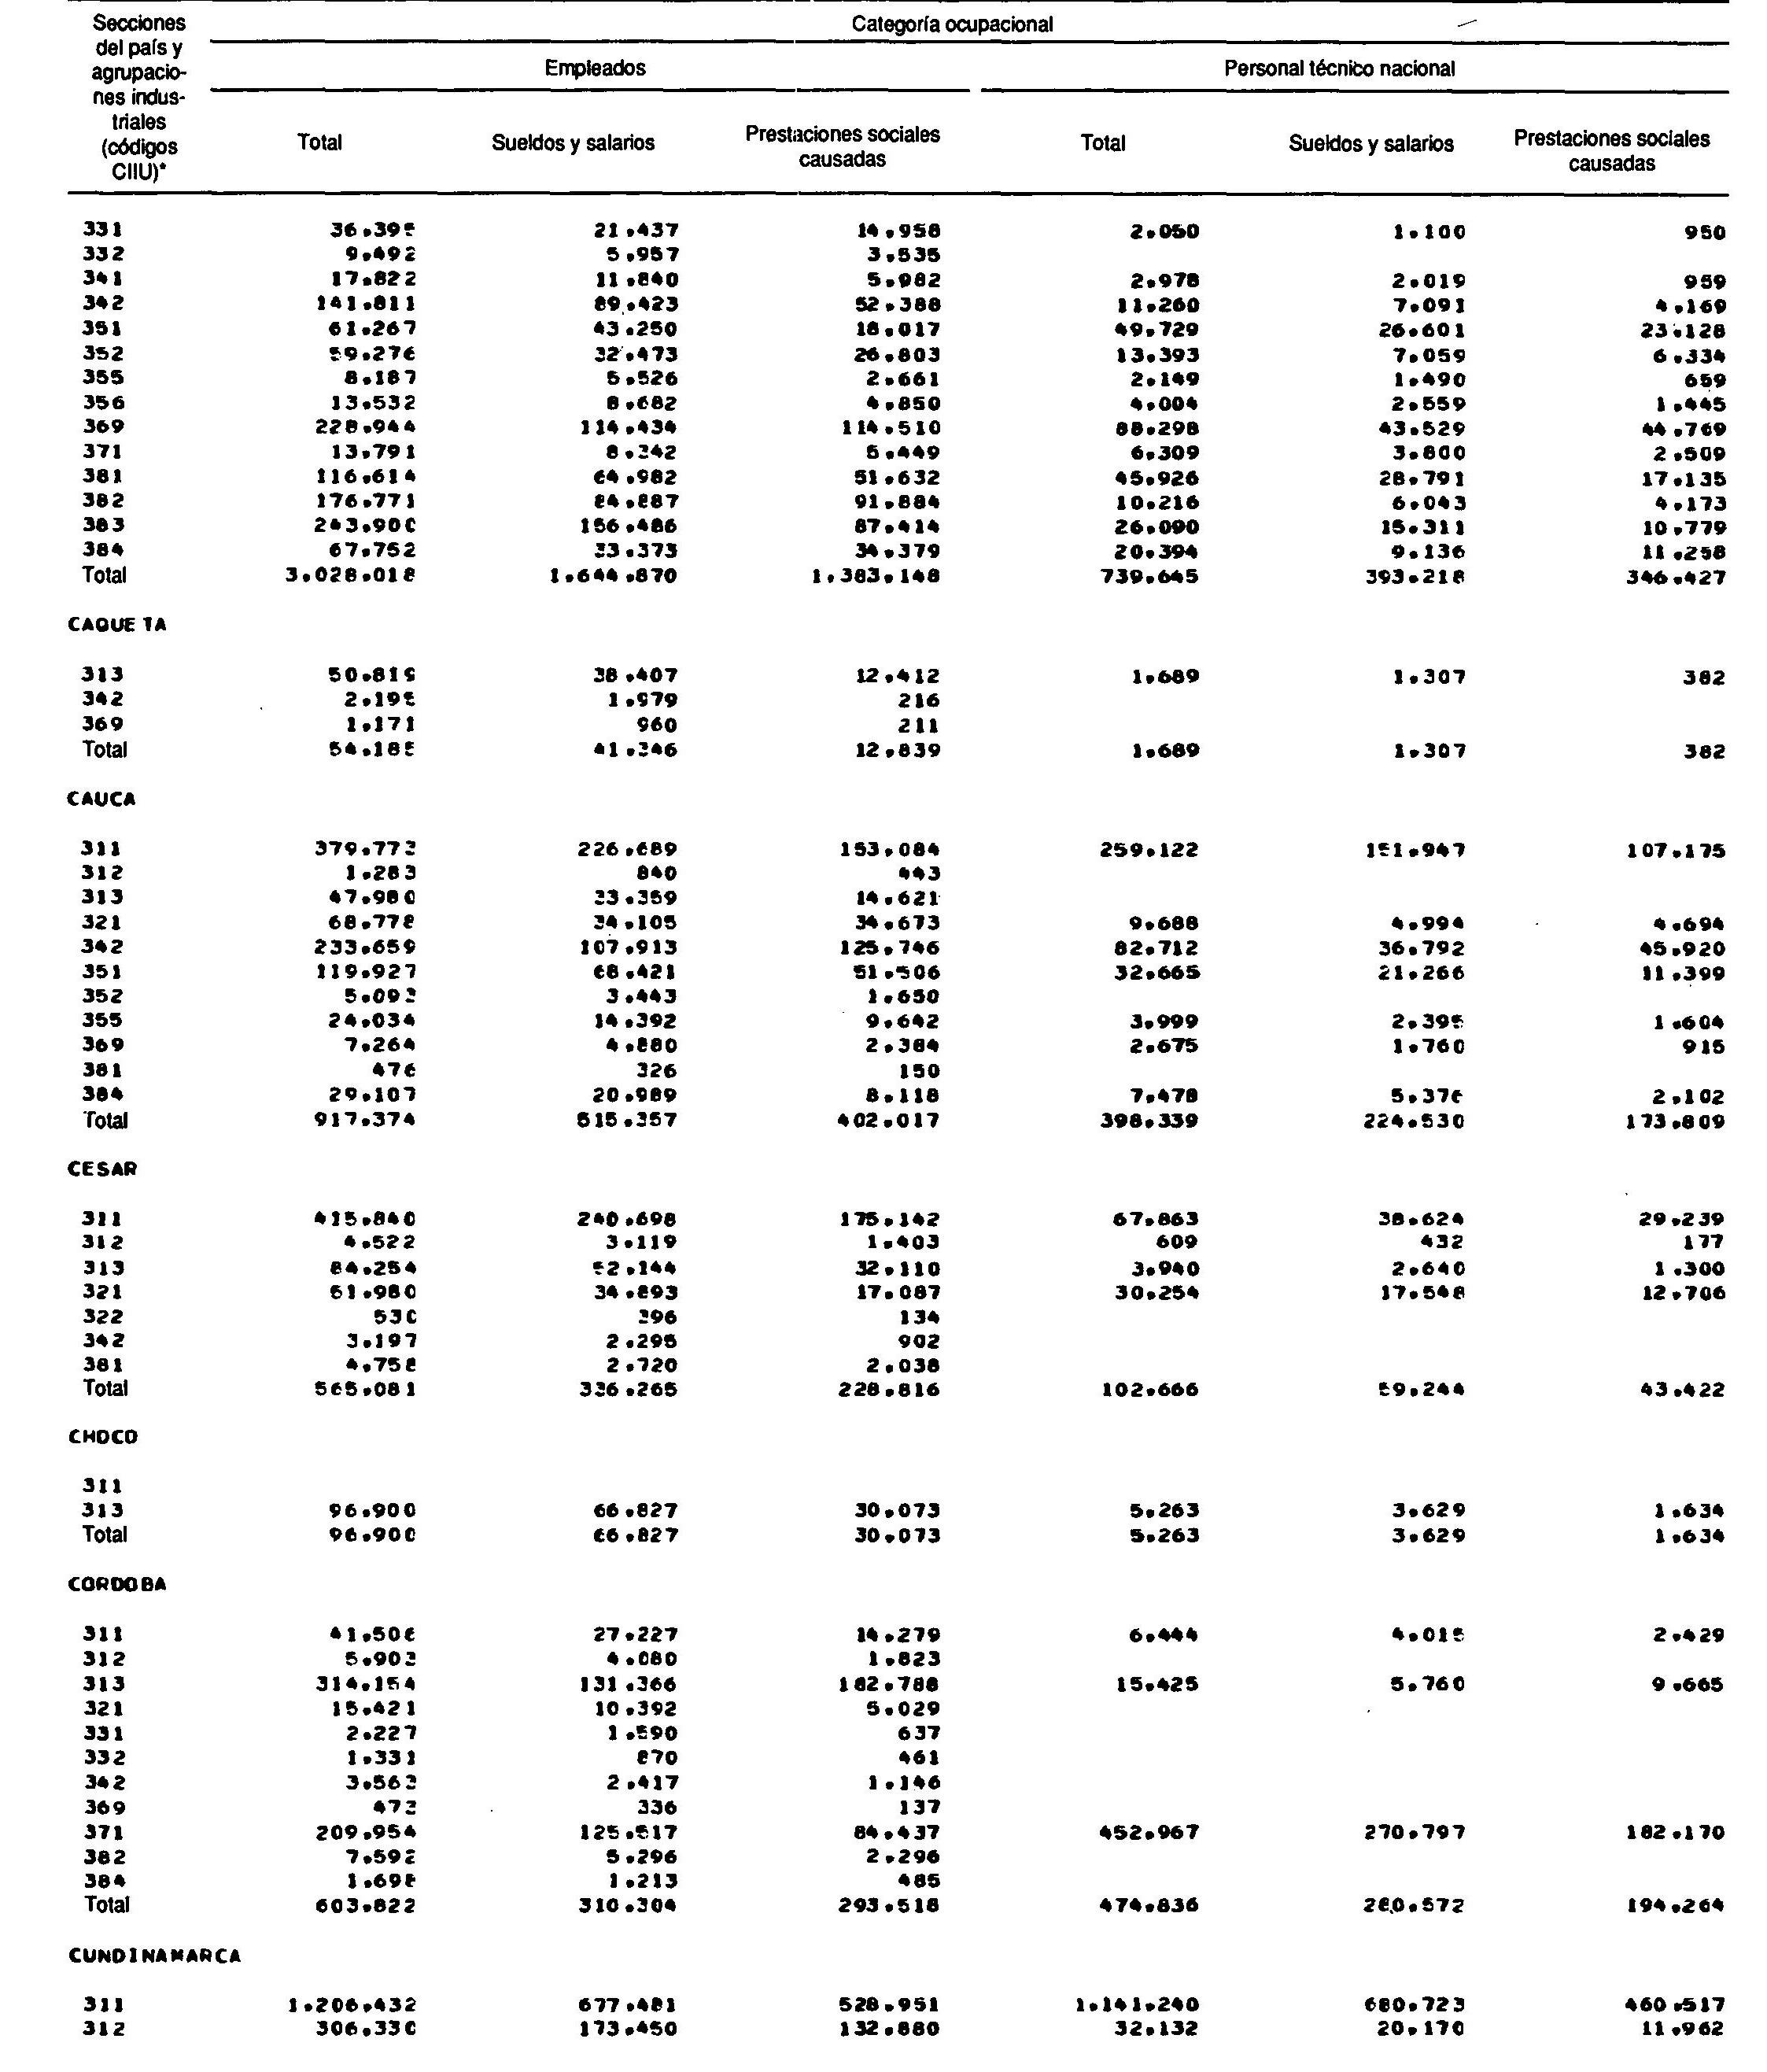 Secciones del país y agrupacio- nes indus- triales (códigos CIIU)* Categoría ocupacional
Empleados Personal técnico nacional
Total Sueldos y salarios Prestaciones sociales causadas Total Sueldos y salarios Prestaciones sociales causadas
331 36.395 21.437 14.958 2.050 1.100 950
332 9.492 5.957 3.535
341 17.822 11.840 5.982 2.978 2.019 959
342 141.811 89.423 52.388 11.260 7.091 4.169
351 61.267 43.250 18.017 49.729 26.601 23.128
352 59.276 32.473 26.803 13.393 7.059 6.334
355 8.187 5.526 2.661 2.149 1.490 659
356 13.532 8.682 4.850 4.004 2.559 1.445
369 228.944 114.434 114.510 88.298 43.529 44.769
371 13.791 8.342 5.449 6.309 3.800 2.509
381 116.614 64.982 51.632 45.926 28.791 17.135
382 176.771 84.887 91.884 10.216 6.043 4.173
383 243.900 156.486 87.414 26.090 15.311 10.779
384 67.752 33.373 34.379 20.394 9.136 11.258
Total 3.028.018 1.644.870 1.383.148 739.645 393.218 346.427
CAQUETA
313 50.819 38.407 12.412 1.689 1.307 382
342 2.195 1.979 216
369 1.171 960 211
Total 54.185 41.346 12.839 1.689 1.307 382
CAUCA
311 379.773 226.689 153.084 259.122 151.947 107.175
312 1.283 840 443
313 47.980 33.359 14.621
321 68.778 34.105 34.673 9.688 4.994 4.694
342 233.659 107.913 125.746 82.712 36.792 45.920
351 119.927 68.421 51.506 32.665 21.266 11.399
352 5.093 3.443 1.650
355 24.034 14.392 9.642 3.999 2.395 1.604
369 7.264 4.880 2.384 2.675 1.760 915
381 476 326 150
384 29.107 20.989 8.118 7.478 5.376 2.102
Total 917.374 515.357 402.017 398.339 224.530 173.809
CESAR
311 415.840 240.698 175.142 67.863 38.624 29.239
312 4.522 3.119 1.403 609 432 177
313 84.254 52.144 32.110 3.940 2.640 1.300
321 51.980 34.893 17.087 30.254 17.548 12.706
322 530 396 134
342 3.197 2.295 902
381 4.758 2.720 2.038
Total 565.081 336.265 228.816 102.666 59.244 43.422
CHOCO
311
313 96.900 66.827 30.073 5.263 3.629 1.634
Total 96.900 66.827 30.073 5.263 3.629 1.634
CORDOBA
311 41.506 27.227 14.279 6.444 4.015 2.429
312 5.903 4.080 1.823
313 314.154 131.366 182.788 15.425 5.760 9.665
321 15.421 10.392 5.029
331 2.227 1.590 637
332 1.331 870 461
342 3.563 2.417 1.146
369 473 336 137
371 209.954 125.517 84.437 452.967 270.797 182.170
382 7.592 5.296 2.296
384 1.698 1.213 485
Total 603.822 310.304 293.518 474.836 280.572 194.264
CUNDINAMARCA
311 1.206.432 677.481 528.951 1.141.240 680.723 460.517
312 306.330 173.450 132.880 32.132 20.170 11.962